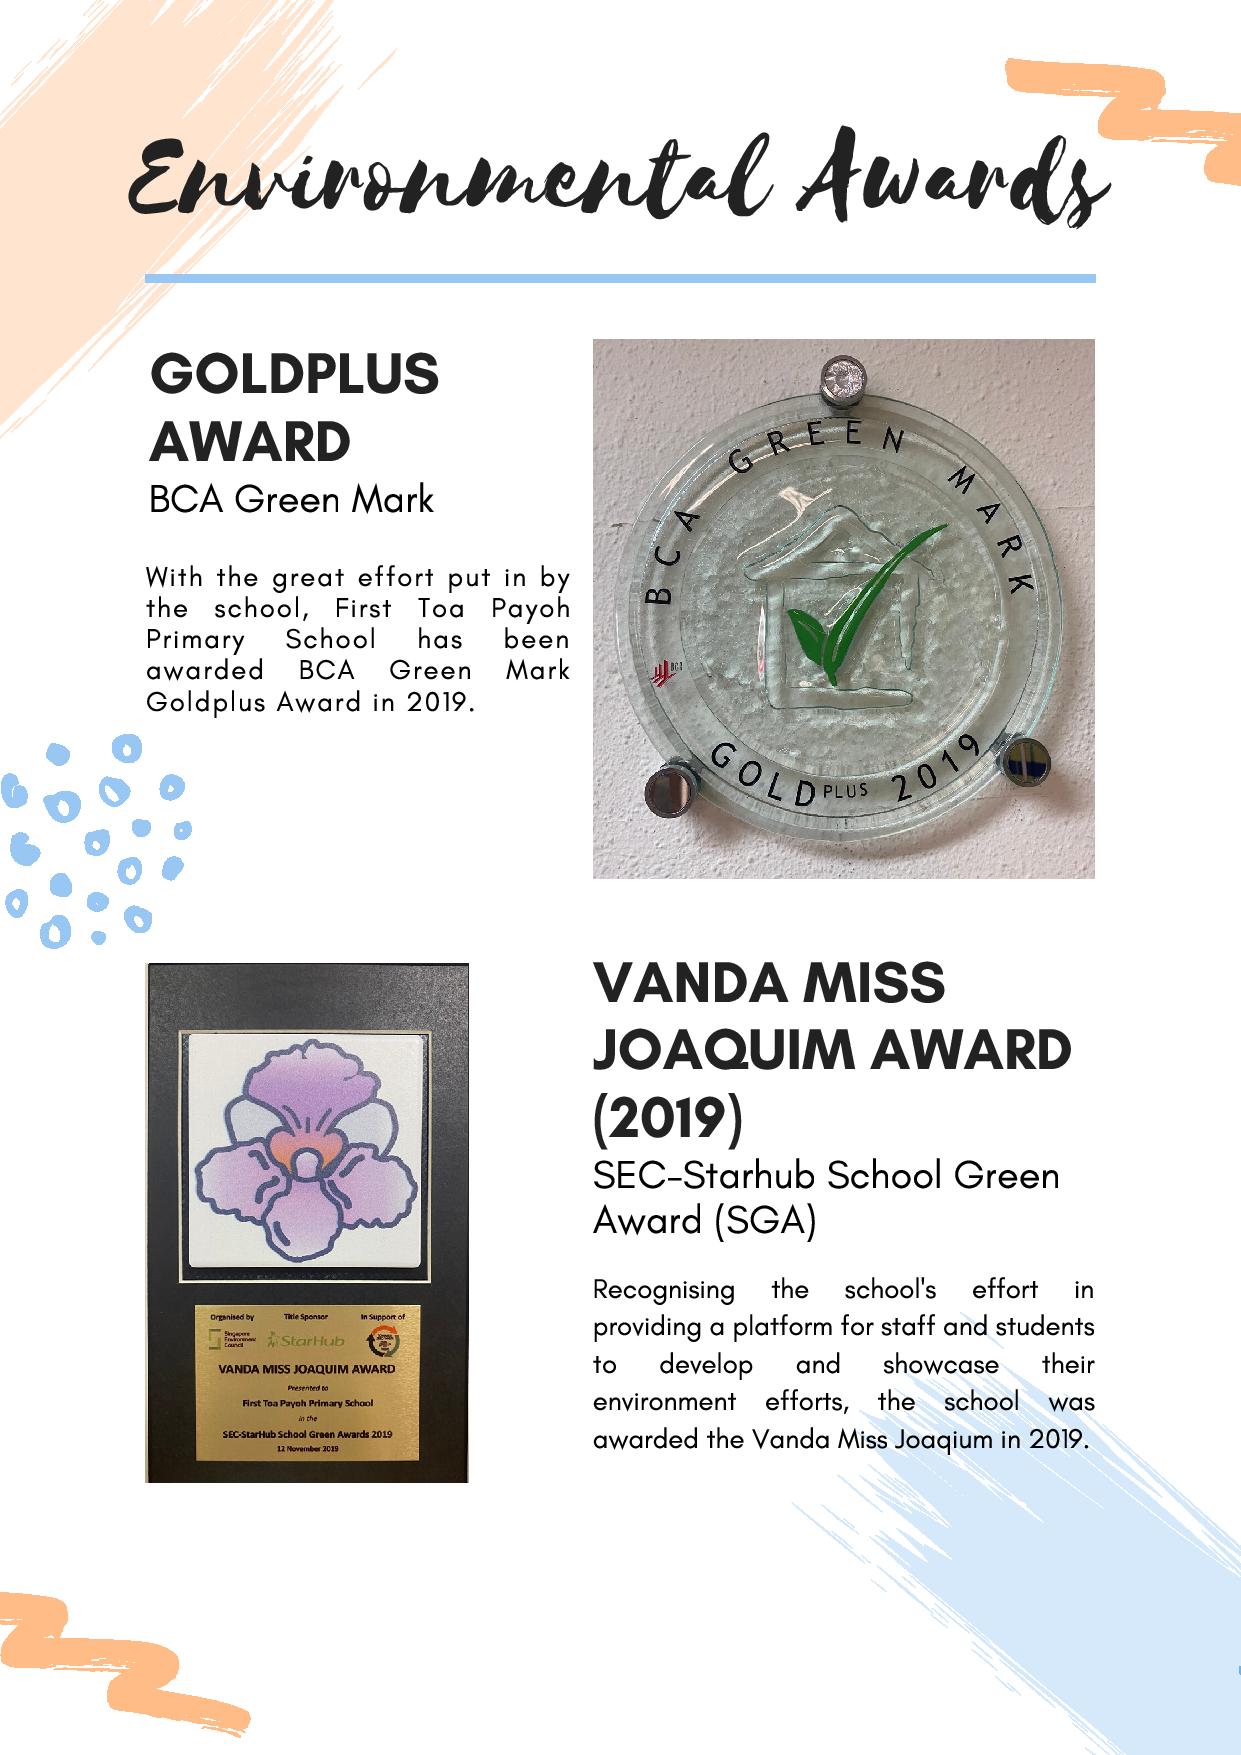 Environmental Awards
GOLDPLUS
AWARD
BCA Green Mark
With the great effort put in by
the school, First Toa Payoh
Primary School has been
awarded BCA Green Mark
Goldplus Award in 2019.
BCA GREEN MARK
BCA
GOLDPLUS 2019
VANDA MISS
JOAQUIM AWARD
(2019)
SEC-Starhub School Green
Award (SGA)
Recognising the school's effort in
providing a platform for staff and students
to develop and showcase their
environment efforts, the school was
awarded the Vanda Miss Joaqium in 2019.
Organised by Title Sponsor In Support of
Singapore
Environment
Council
StarHub
VANDA MISS JOAQUIM AWARD
Presented to
First Toa Payoh Primary School
in the
SEC-StarHub School Green Awards 2019
12 November 2019